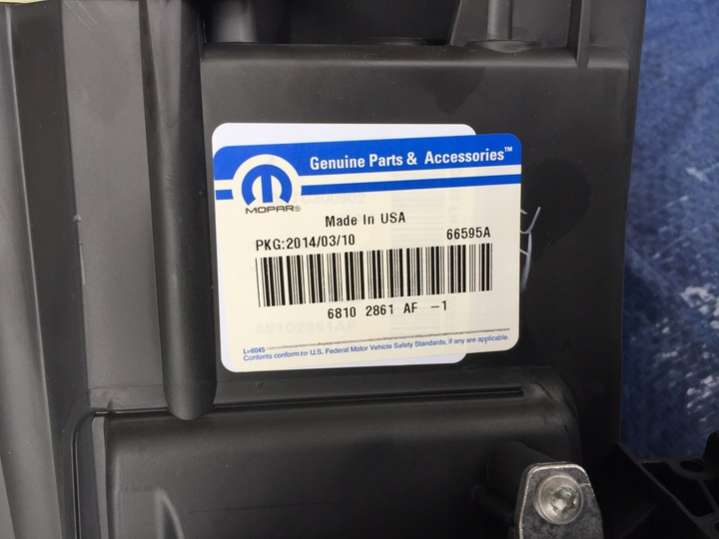 Genuine Parts & Accessories™
MOPAR®
Made In USA
PKG:2014/03/10 66595A
6810 2861 AF -1
L-6045
Contents conform to U.S. Federal Motor Vehicle Safety Standards, if any are applicable.